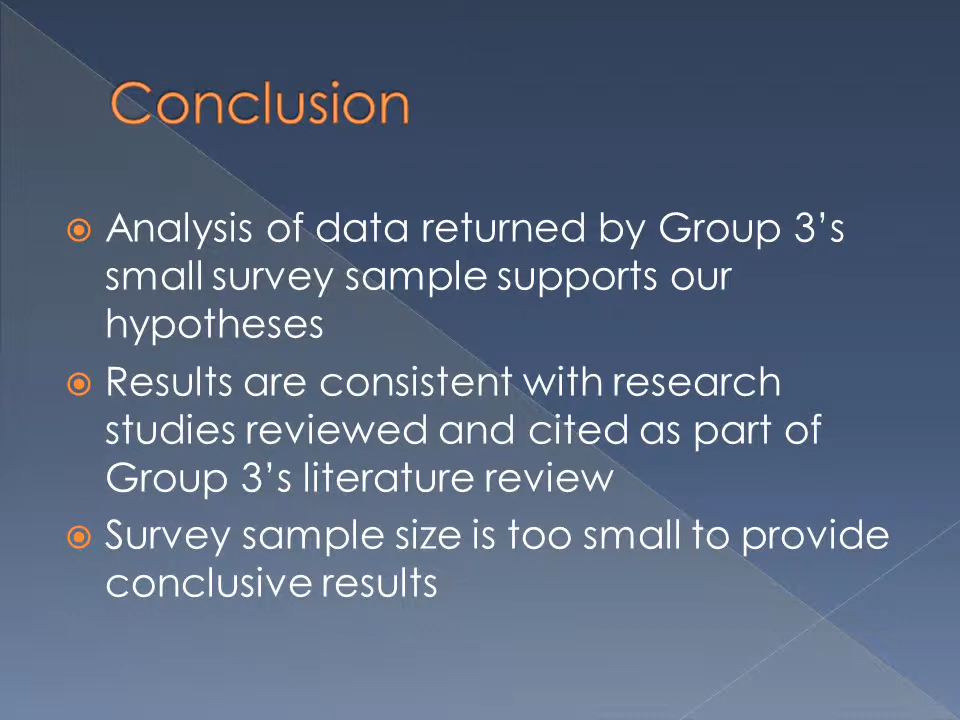 Conclusion
Analysis of data returned by Group 3’s
small survey sample supports our
hypotheses
Results are consistent with research
studies reviewed and cited as part of
Group 3’s literature review
Survey sample size is too small to provide
conclusive results